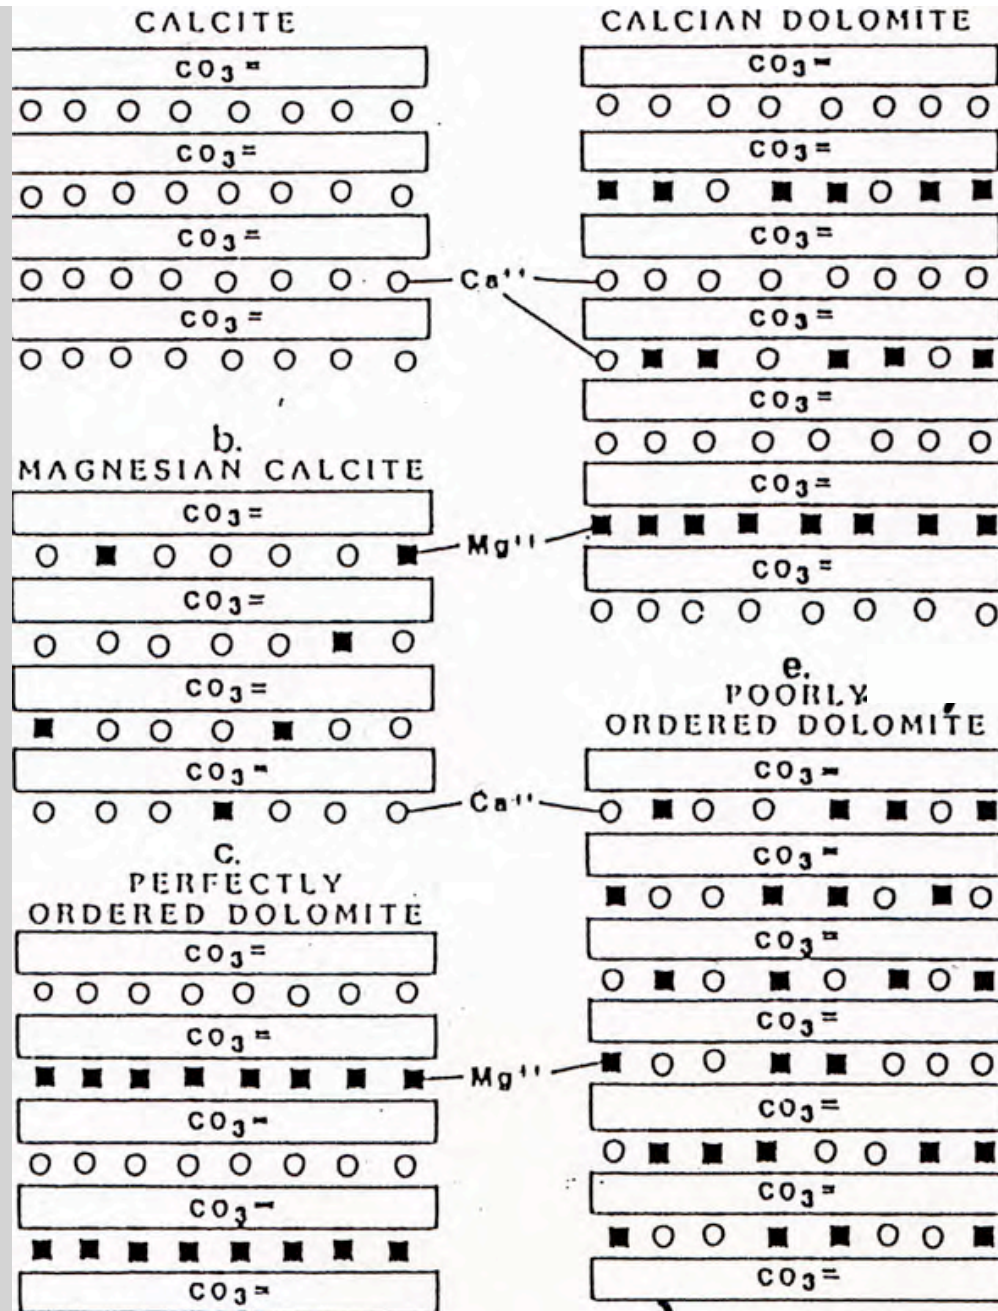 CALCITE
CO3=
CO3=
CO3=
CO3=
b.
MAGNESIAN CALCITE
CO3=
CO3=
CO3=
CO3=
c.
PERFECTLY
ORDERED DOLOMITE
CO3=
CO3=
CO3=
CO3=
CO3=
Ca++
Mg++
Ca++
Mg++
CALCIAN DOLOMITE
CO3=
CO3=
CO3=
CO3=
CO3=
CO3=
CO3=
e.
POORLY
ORDERED DOLOMITE
CO3=
CO3=
CO3=
CO3=
CO3=
CO3=
CO3=